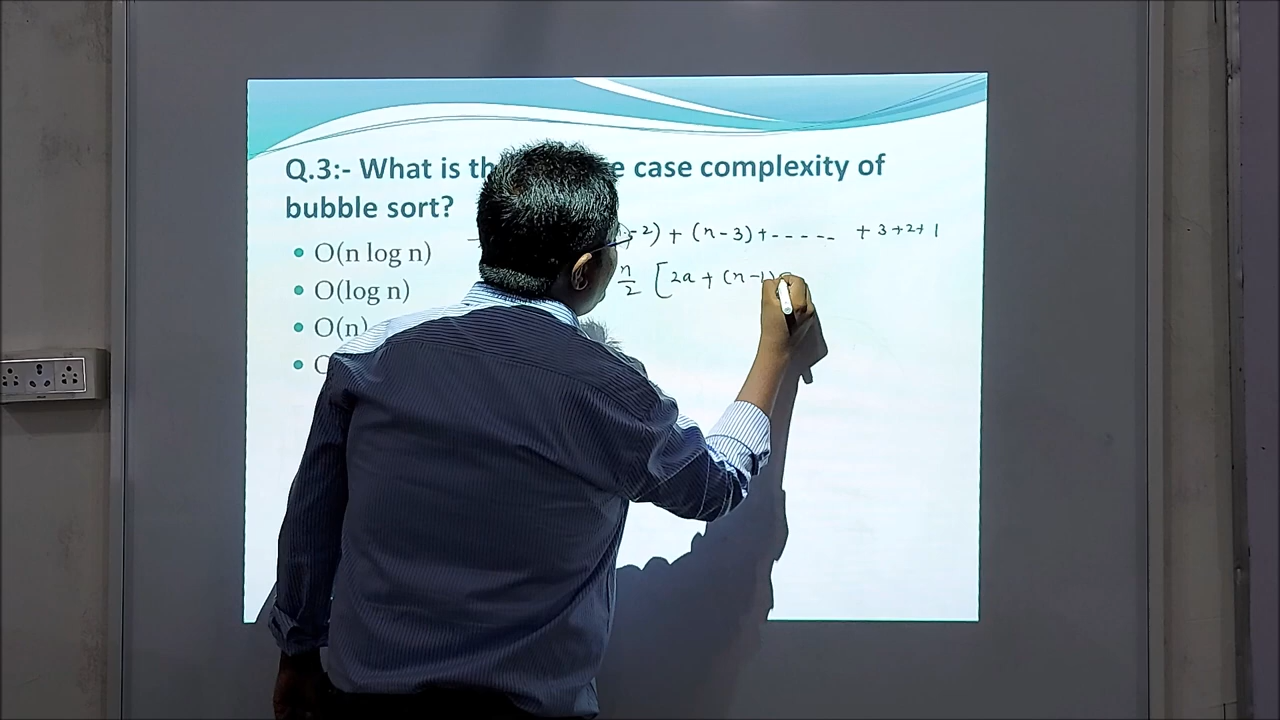 Q.3:- What is th e case complexity of
bubble sort?
O(n log n)
-2) + (n-3) +----- + 3+2+1
O(log n)
n/2 [2a + (n-1)
O(n)